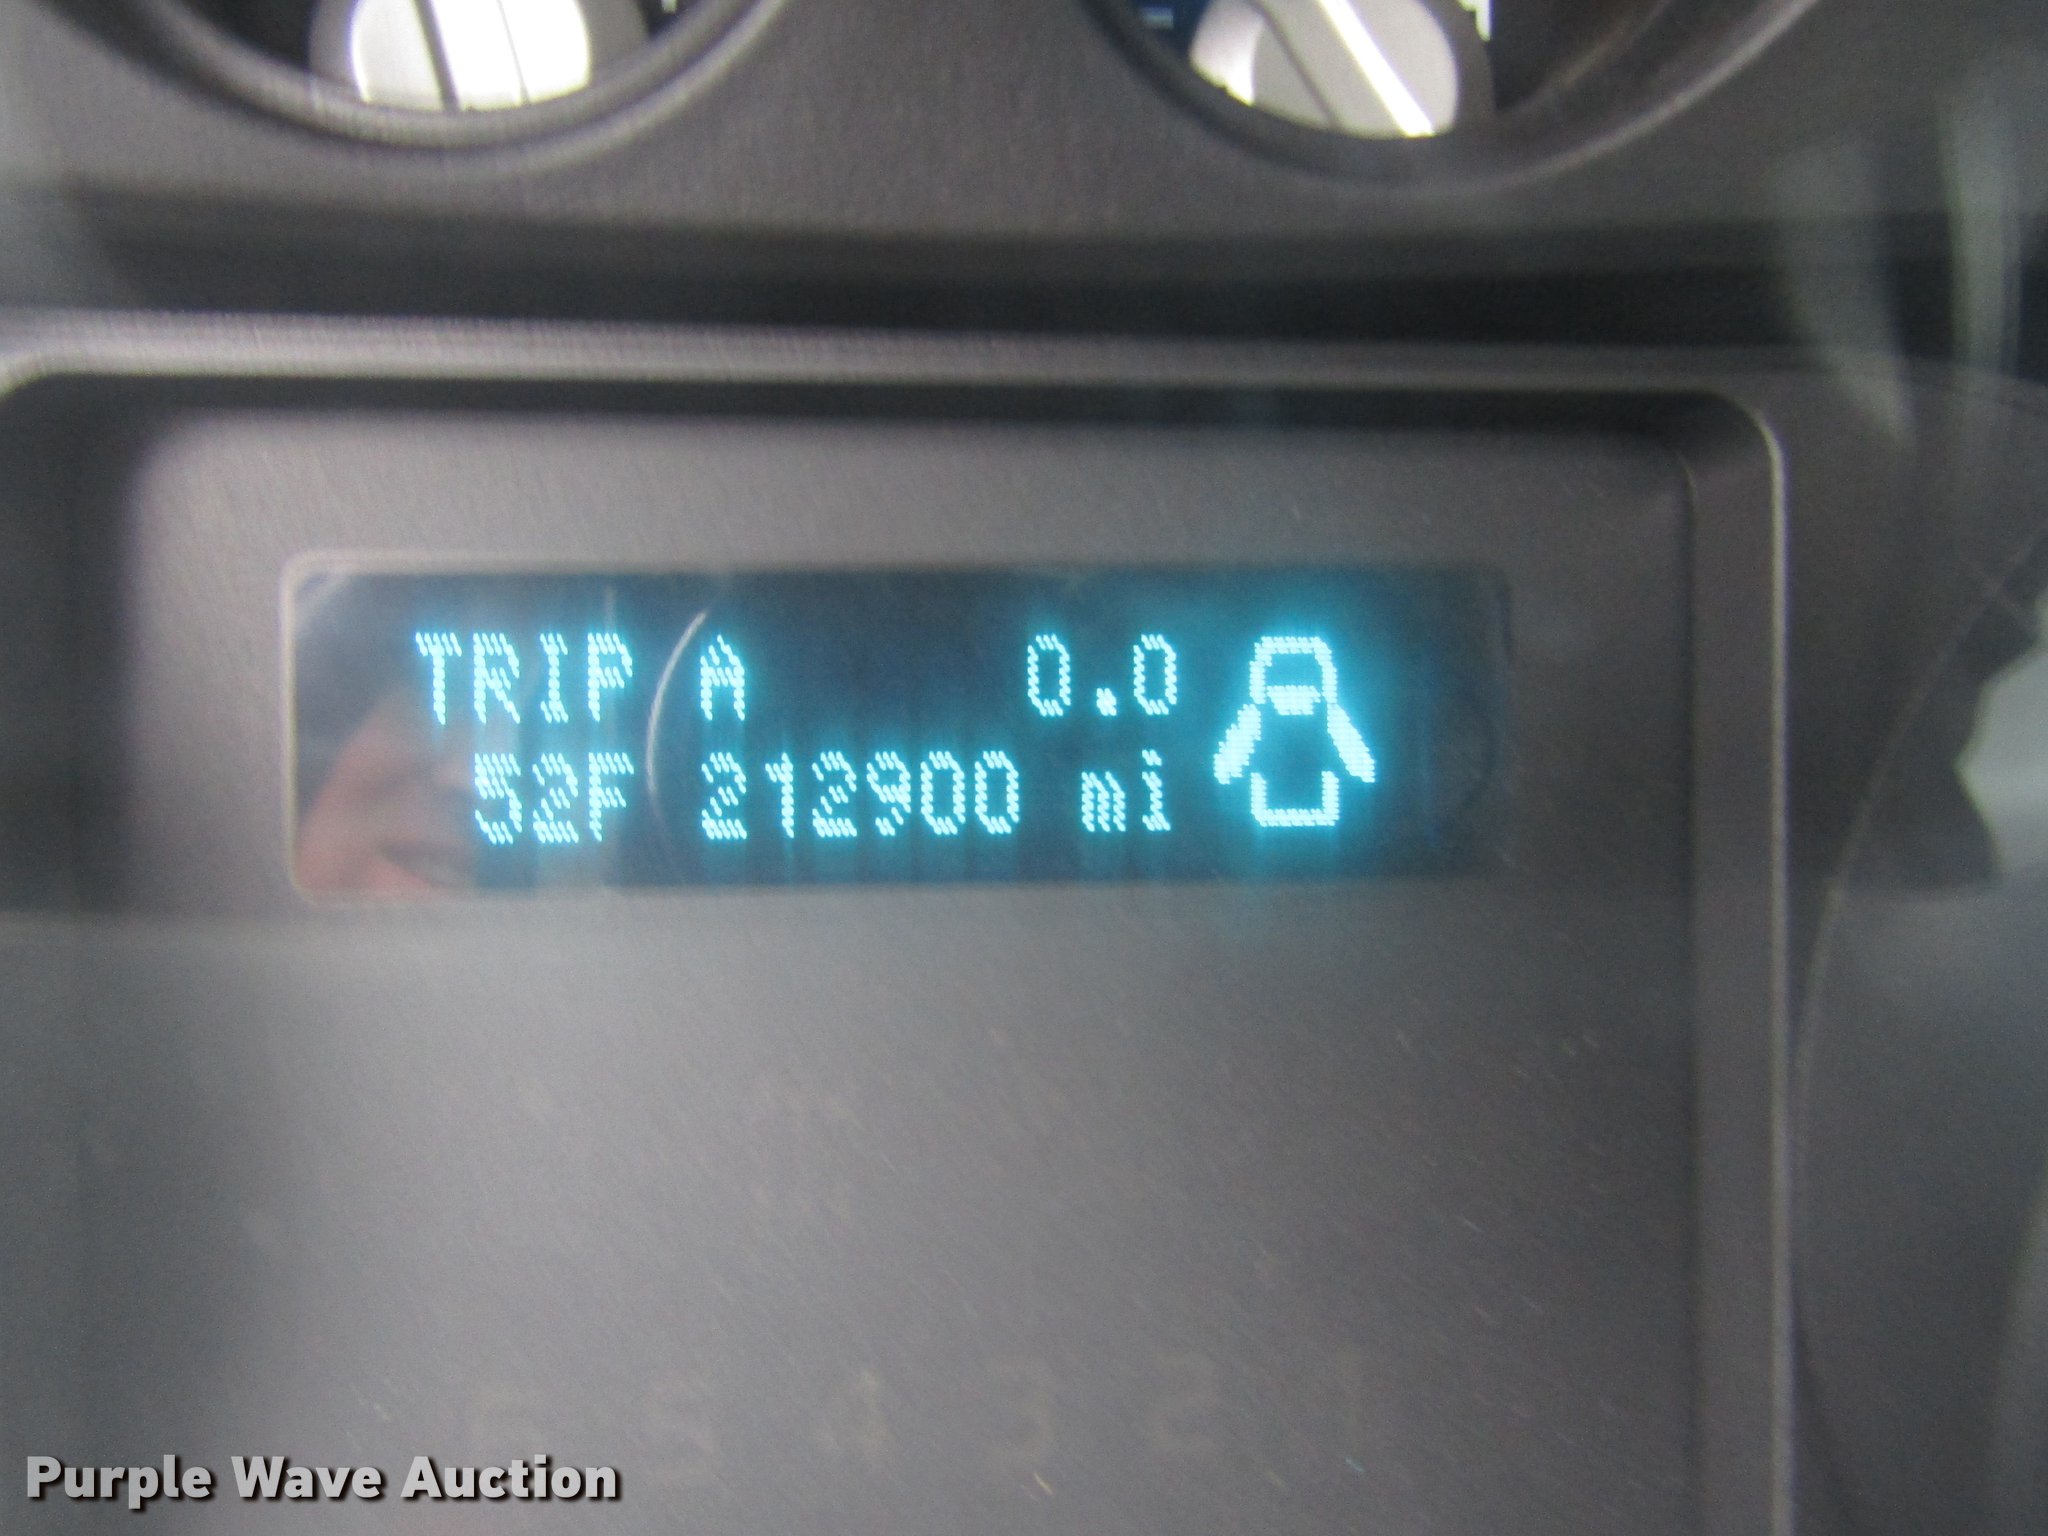 TRIP A 0.0
52F 212900 mi
Purple Wave Auction